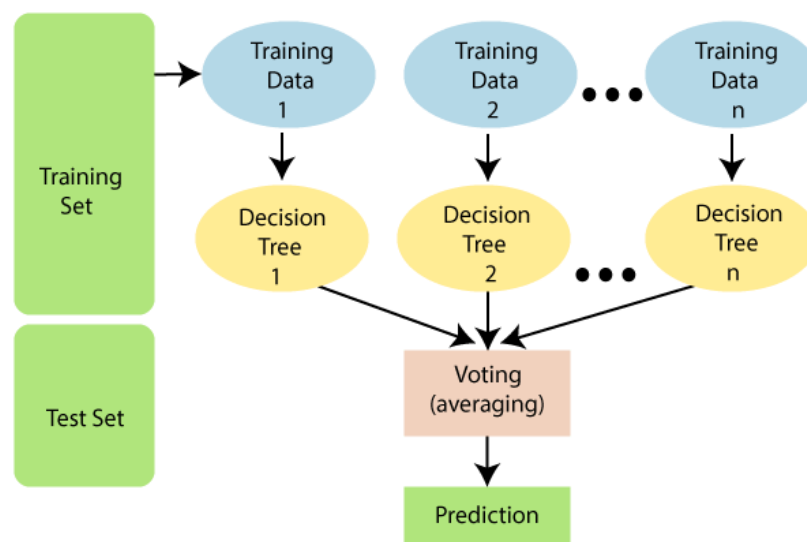 Training
Set
Training
Data
1
Training
Data
2
Training
Data
n
Decision
Tree
1
Decision
Tree
2
Decision
Tree
n
Test Set
Voting
(averaging)
Prediction